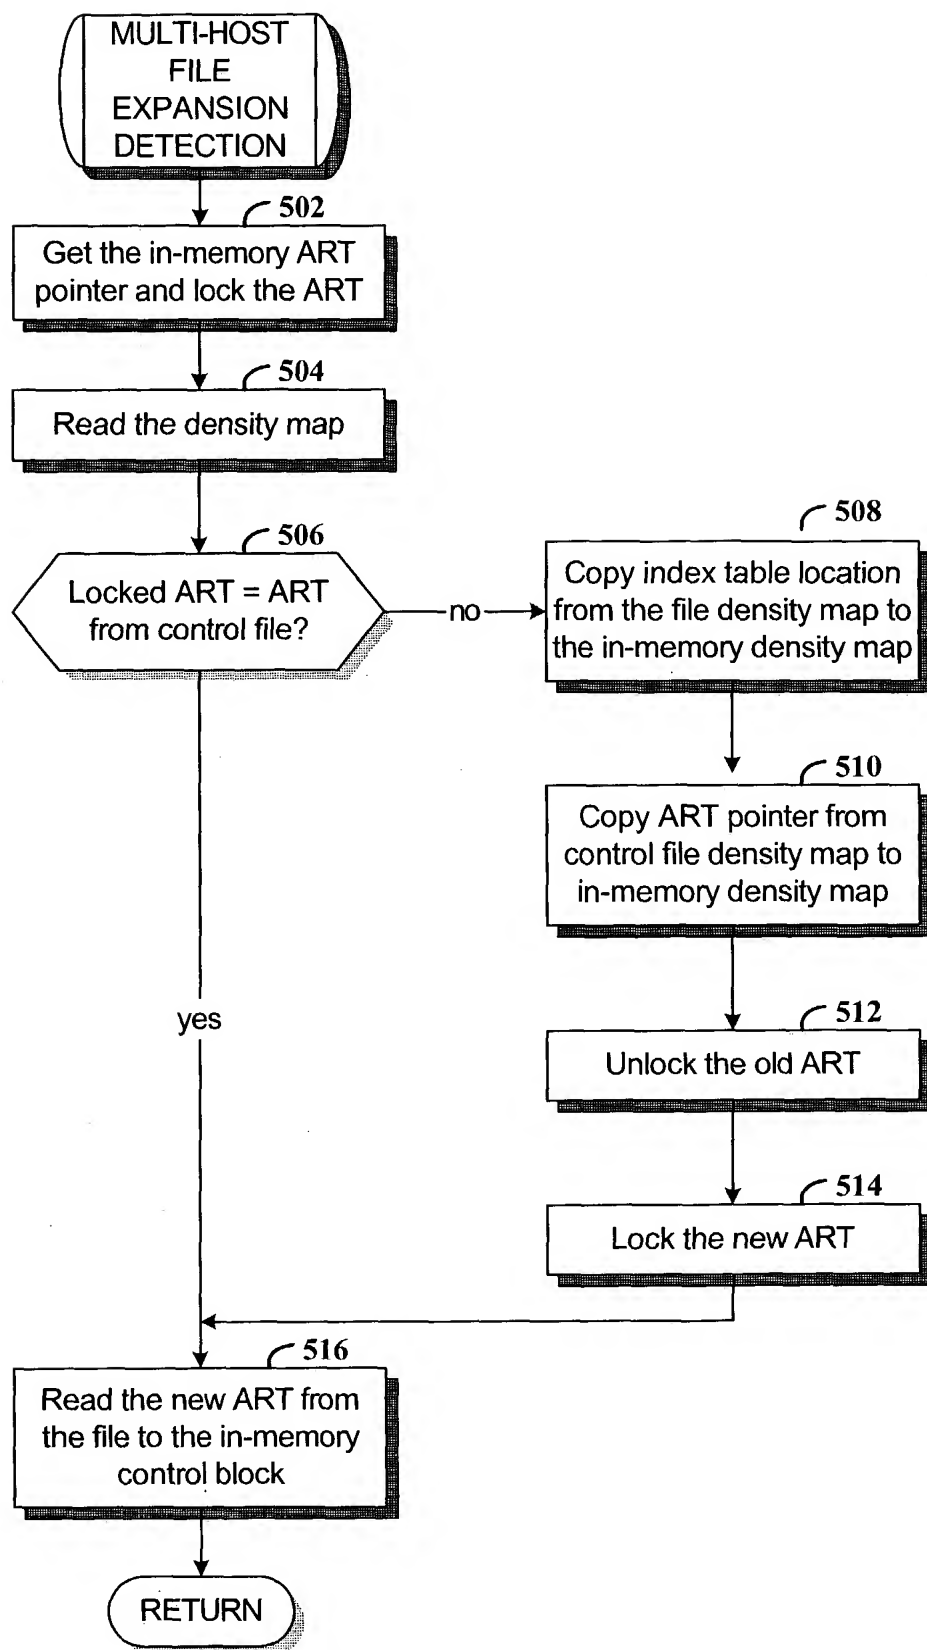 MULTI-HOST
FILE
EXPANSION
DETECTION
502
Get the in-memory ART
pointer and lock the ART
504
Read the density map
506
Locked ART = ART
from control file?
no
508
Copy index table location
from the file density map to
the in-memory density map
510
Copy ART pointer from
control file density map to
in-memory density map
yes
512
Unlock the old ART
514
Lock the new ART
516
Read the new ART from
the file to the in-memory
control block
RETURN